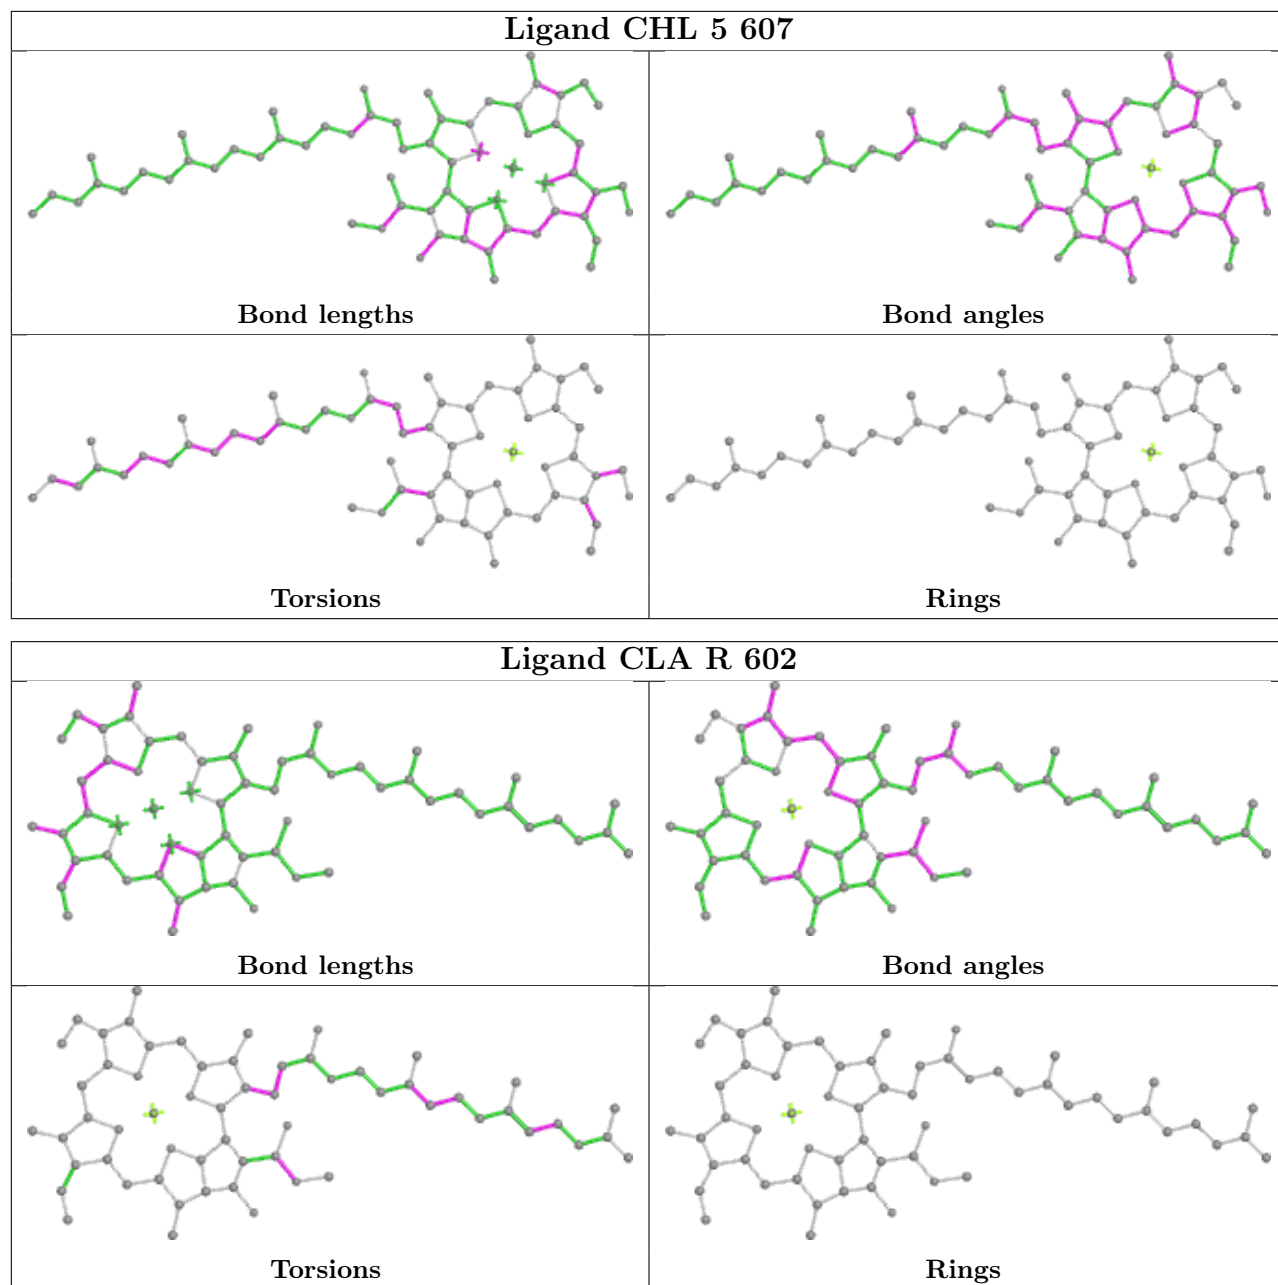 Ligand CHL 5 607
Bond lengths
Bond angles
Torsions
Rings
Ligand CLA R 602
Bond lengths
Bond angles
Torsions
Rings